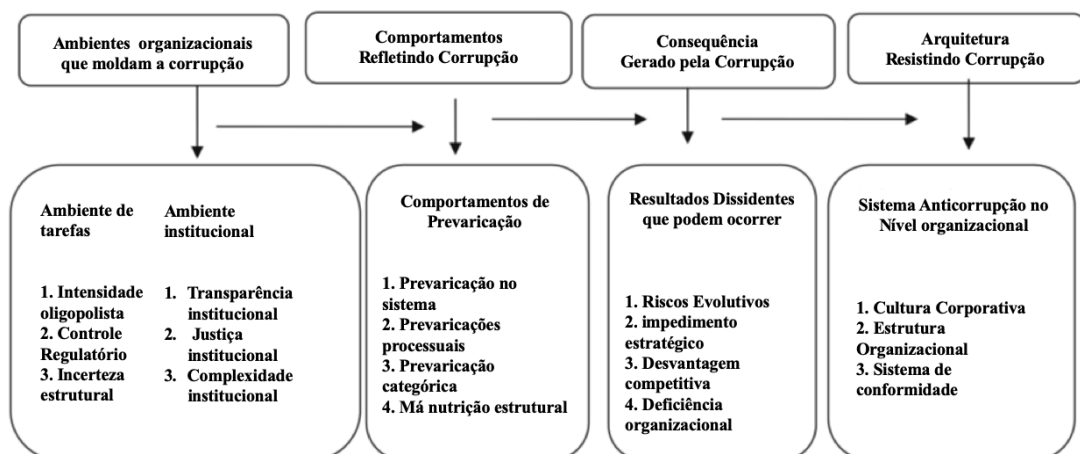 Ambientes organizacionais
que moldam a corrupção
Comportamentos
Refletindo Corrupção
Consequência
Gerado pela Corrupção
Arquitetura
Resistindo Corrupção
Ambiente de
tarefas
1. Intensidade
oligopolista
2. Controle
Regulatório
3. Incerteza
estrutural
Ambiente
institucional
1. Transparência
institucional
2. Justiça
institucional
3. Complexidade
institucional
Comportamentos de
Prevaricação
1. Prevaricação no
sistema
2. Prevaricações
processuais
3. Prevaricação
categórica
4. Má nutrição estrutural
Resultados Dissidentes
que podem ocorrer
1. Riscos Evolutivos
2. impedimento
estratégico
3. Desvantagem
competitiva
4. Deficiência
organizacional
Sistema Anticorrupção no
Nível organizacional
1. Cultura Corporativa
2. Estrutura
Organizacional
3. Sistema de
conformidade